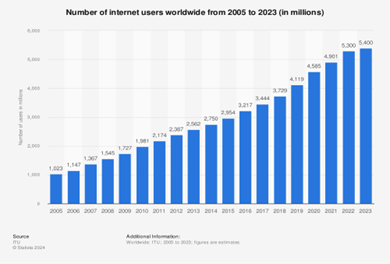 Number of internet users worldwide from 2005 to 2023 (in millions)
Number of users in millions
6,000
5,000
4,000
3,000
2,000
1,000
0
1,023 1,147 1,367 1,545 1,727 1,981 2,174 2,387 2,562 2,750 2,954 3,217 3,444 3,729 4,119 4,585 4,901 5,300 5,400
2005 2006 2007 2008 2009 2010 2011 2012 2013 2014 2015 2016 2017 2018 2019 2020 2021 2022 2023
Source
ITU
© Statista 2024
Additional Information:
Worldwide; ITU; 2005 to 2023; figures are estimates